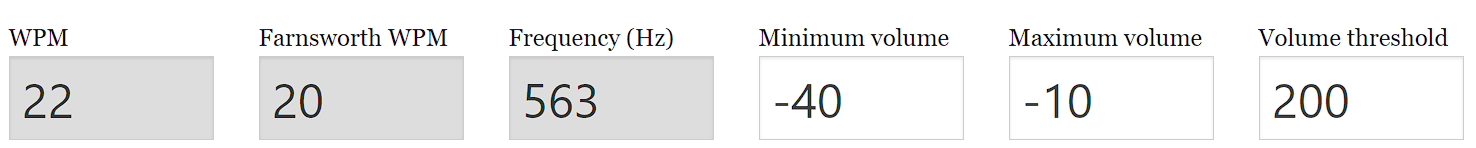 WPM Farnsworth WPM Frequency (Hz) Minimum volume Maximum volume Volume threshold
22 20 563 -40 -10 200